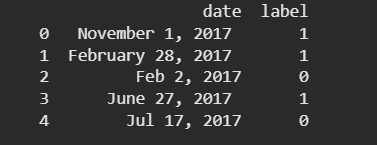 date label
0 November 1, 2017 1
1 February 28, 2017 1
2 Feb 2, 2017 0
3 June 27, 2017 1
4 Jul 17, 2017 0